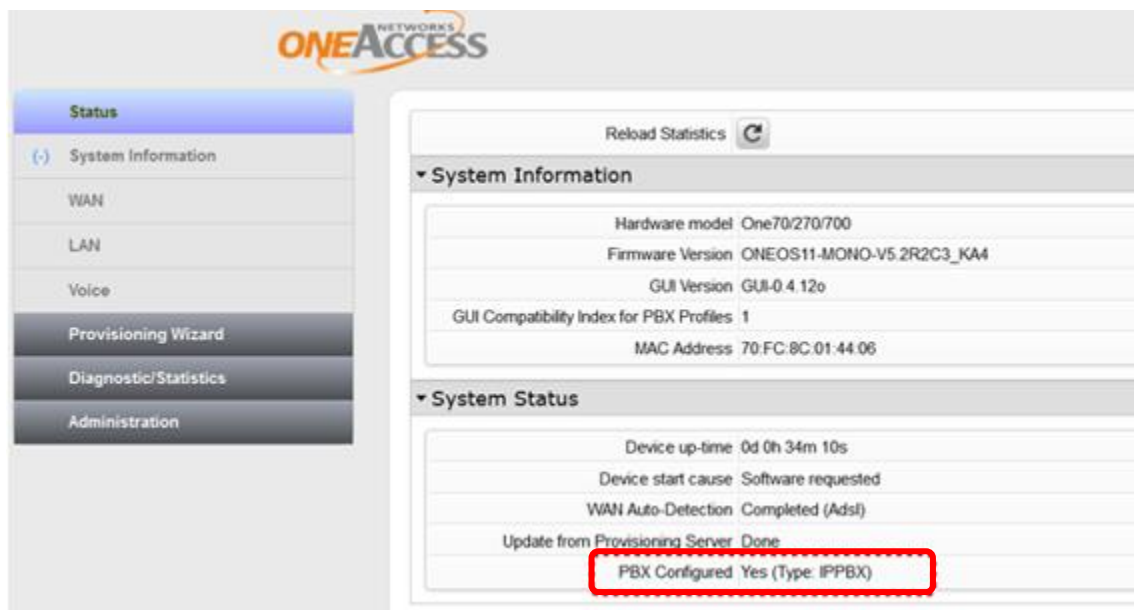 NETWORKS
ONEACCESS
Status
(-) System Information
WAN
LAN
Voice
Provisioning Wizard
Diagnostic/Statistics
Administration
Reload Statistics
System Information
Hardware model One70/270/700
Firmware Version ONEOS11-MONO-V5.2R2C3_KA4
GUI Version GUI-0.4.12o
GUI Compatibility Index for PBX Profiles 1
MAC Address 70:FC:8C:01:44:06
System Status
Device up-time 0d 0h 34m 10s
Device start cause Software requested
WAN Auto-Detection Completed (Adsl)
Update from Provisioning Server Done
PBX Configured Yes (Type: IPPBX)